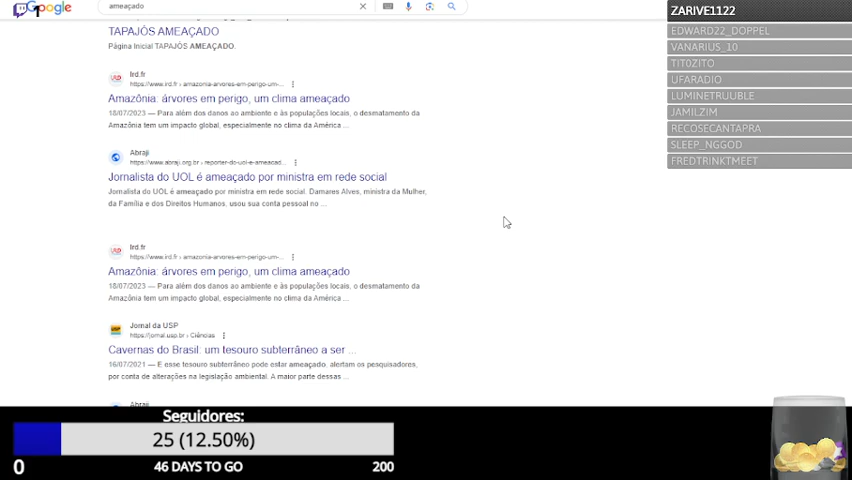 Google
ameaçado
TAPAJÓS AMEAÇADO
Página Inicial TAPAJÓS AMEAÇADO.
Ird.fr
https://www.ird.fr › amazonia-arvores-em-perigo-um-...
Amazônia: árvores em perigo, um clima ameaçado
18/07/2023 — Para além dos danos ao ambiente e às populações locais, o desmatamento da
Amazônia tem um impacto global, especialmente no clima da América ...
Abraji
https://www.abraji.org.br › reporter-do-uol-e-ameacad...
Jornalista do UOL é ameaçado por ministra em rede social
Jornalista do UOL é ameaçado por ministra em rede social. Damares Alves, ministra da Mulher,
da Família e dos Direitos Humanos, usou sua conta pessoal no ...
Ird.fr
https://www.ird.fr › amazonia-arvores-em-perigo-um-...
Amazônia: árvores em perigo, um clima ameaçado
18/07/2023 — Para além dos danos ao ambiente e às populações locais, o desmatamento da
Amazônia tem um impacto global, especialmente no clima da América ...
Jornal da USP
https://jornal.usp.br › Ciências
Cavernas do Brasil: um tesouro subterrâneo a ser ...
16/07/2021 — E esse tesouro subterrâneo pode estar ameaçado, alertam os pesquisadores,
por conta de alterações na legislação ambiental. A maior parte dessas ...
Abraji
ZARIVE1122
EDWARD22_DOPPEL
VANARIUS_10
TIT0ZITO
UFARADIO
LUMINETRUUBLE
JAMILZIM
RECOSECANTAPRA
SLEEP_NGGOD
FREDTRINKTMEET
Seguidores:
25 (12.50%)
0
46 DAYS TO GO
200